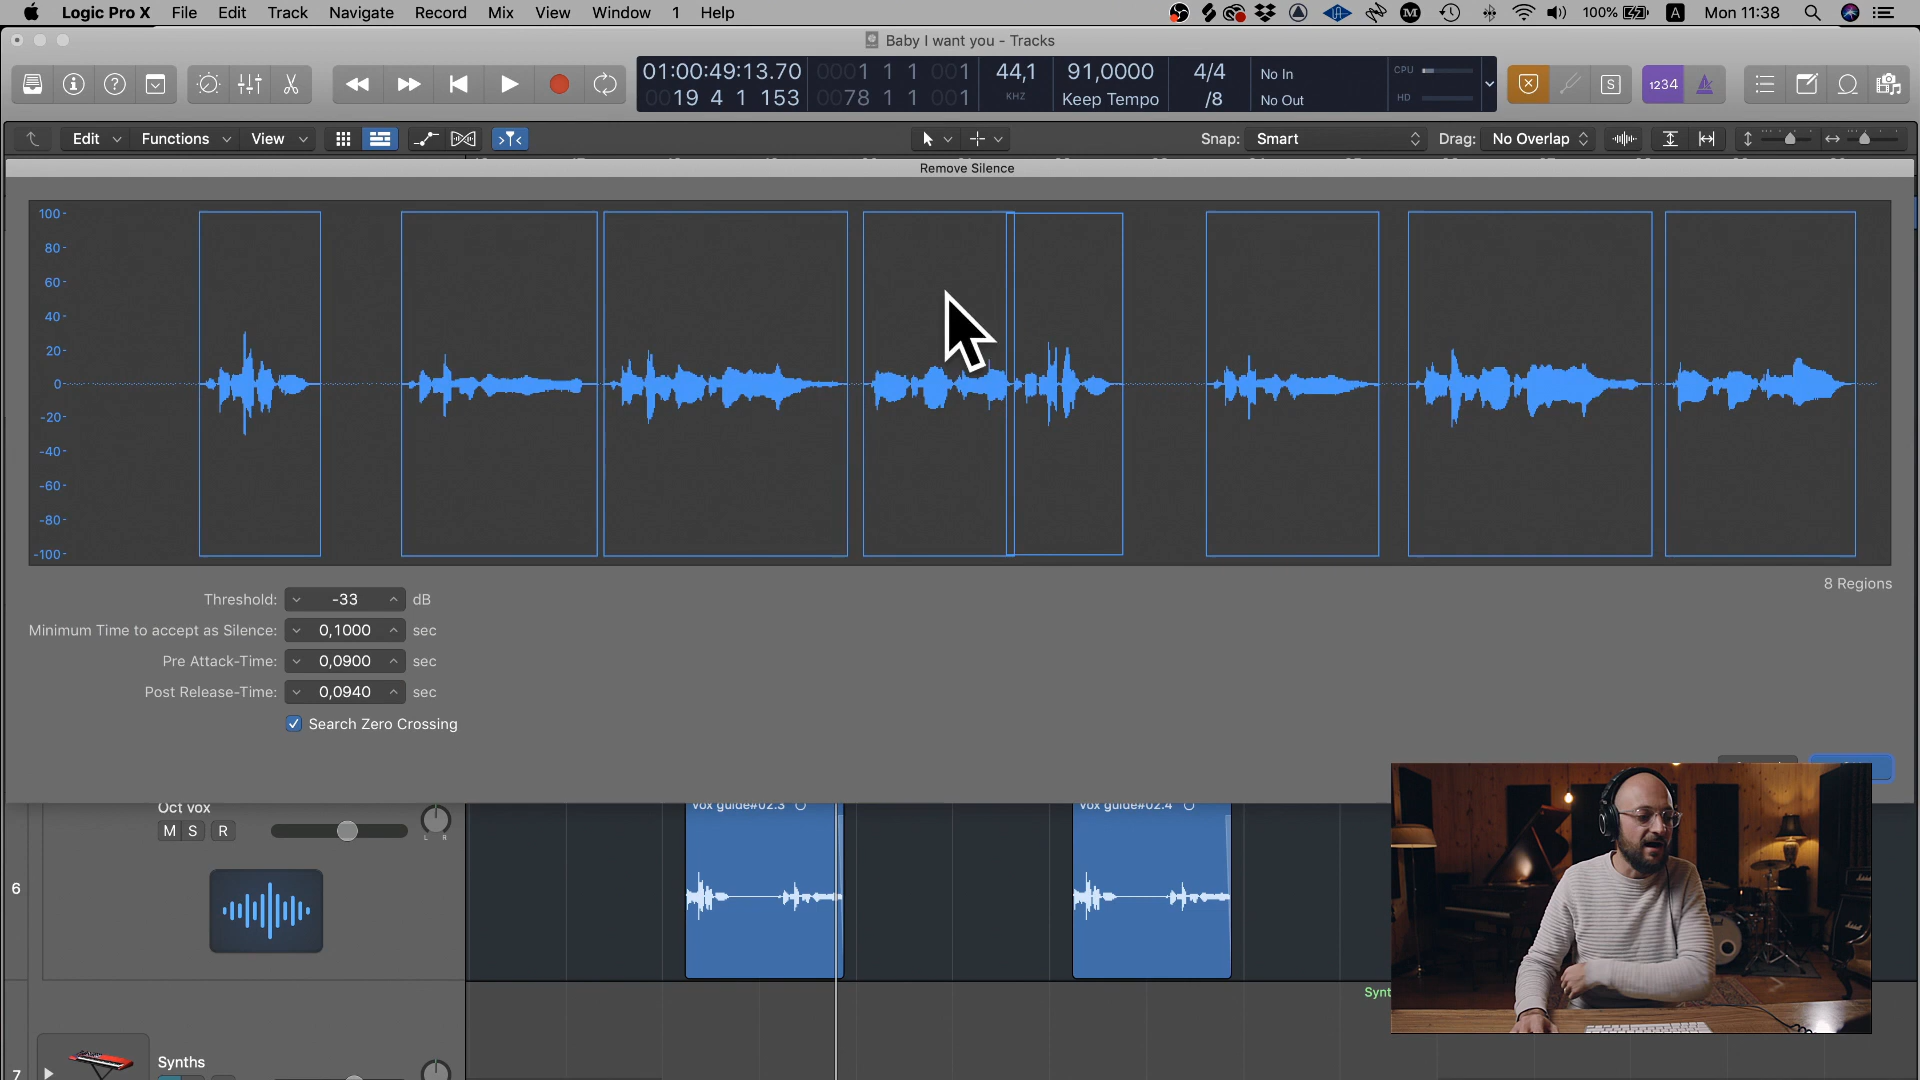 Logic Pro X File Edit Track Navigate Record Mix View Window 1 Help
100% A Mon 11:38
Baby I want you - Tracks
01:00:49:13.70 0001 1 1 001 44,1 91,0000 4/4 No In CPU
0019 4 1 153 0078 1 1 001 KHZ Keep Tempo /8 No Out HD
S 1234
Edit Functions View Snap: Smart Drag: No Overlap
Remove Silence
100
80
60
40
20
0
-20
-40
-60
-80
-100
8 Regions
Threshold: -33 dB
Minimum Time to accept as Silence: 0,1000 sec
Pre Attack-Time: 0,0900 sec
Post Release-Time: 0,0940 sec
Search Zero Crossing
Oct vox
Vox guide#02.3
Vox guide#02.4
M S R
L R
6
Synt
Synths
7